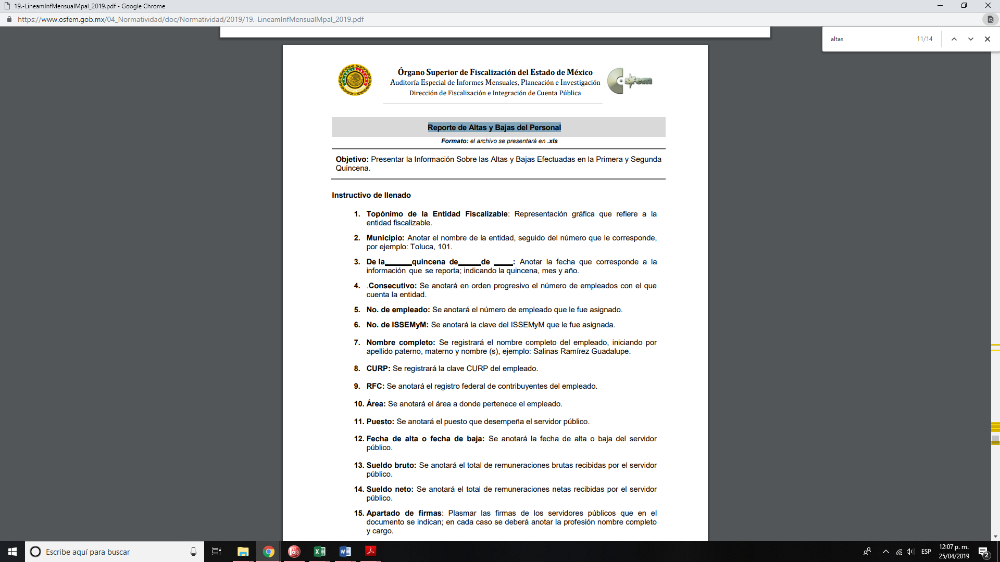 19.-LineamInfMensualMpal_2019.pdf - Google Chrome
https://www.osfem.gob.mx/04_Normatividad/doc/Normatividad/2019/19.-LineamInfMensualMpal_2019.pdf
altas 11/14
Órgano Superior de Fiscalización del Estado de México
Auditoría Especial de Informes Mensuales, Planeación e Investigación
Dirección de Fiscalización e Integración de Cuenta Pública
osfem
Reporte de Altas y Bajas del Personal
Formato: el archivo se presentará en .xls
Objetivo: Presentar la Información Sobre las Altas y Bajas Efectuadas en la Primera y Segunda
Quincena.
Instructivo de llenado
1. Topónimo de la Entidad Fiscalizable: Representación gráfica que refiere a la
entidad fiscalizable.
2. Municipio: Anotar el nombre de la entidad, seguido del número que le corresponde,
por ejemplo: Toluca, 101.
3. De la______quincena de_____de ____: Anotar la fecha que corresponde a la
información que se reporta; indicando la quincena, mes y año.
4. .Consecutivo: Se anotará en orden progresivo el número de empleados con el que
cuenta la entidad.
5. No. de empleado: Se anotará el número de empleado que le fue asignado.
6. No. de ISSEMyM: Se anotará la clave del ISSEMyM que le fue asignada.
7. Nombre completo: Se registrará el nombre completo del empleado, iniciando por
apellido paterno, materno y nombre (s), ejemplo: Salinas Ramírez Guadalupe.
8. CURP: Se registrará la clave CURP del empleado.
9. RFC: Se anotará el registro federal de contribuyentes del empleado.
10. Área: Se anotará el área a donde pertenece el empleado.
11. Puesto: Se anotará el puesto que desempeña el servidor público.
12. Fecha de alta o fecha de baja: Se anotará la fecha de alta o baja del servidor
público.
13. Sueldo bruto: Se anotará el total de remuneraciones brutas recibidas por el servidor
público.
14. Sueldo neto: Se anotará el total de remuneraciones netas recibidas por el servidor
público.
15. Apartado de firmas: Plasmar las firmas de los servidores públicos que en el
documento se indican; en cada caso se deberá anotar la profesión nombre completo
y cargo.
Escribe aquí para buscar
ESP
12:07 p. m.
25/04/2019
2